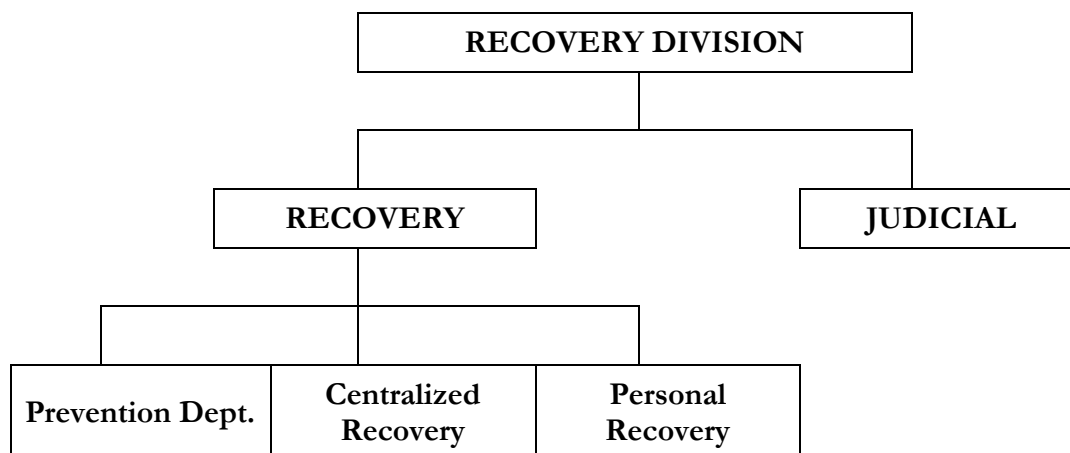 RECOVERY DIVISION
RECOVERY
JUDICIAL
Prevention Dept.
Centralized
Recovery
Personal
Recovery